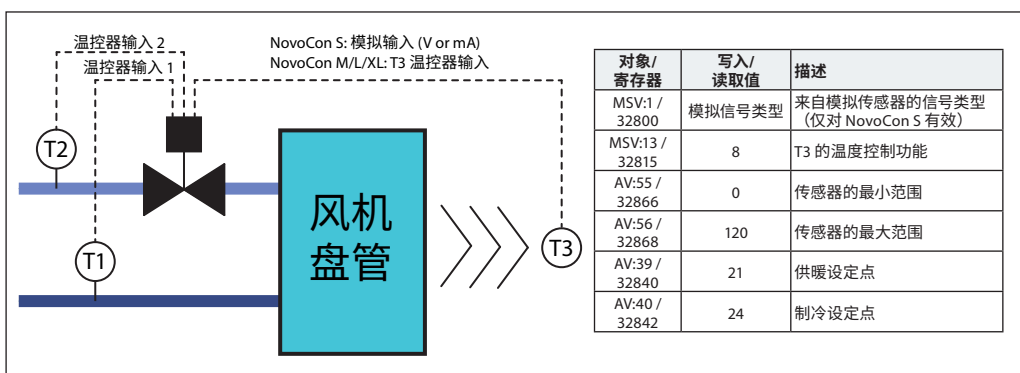 温控器输入 2
温控器输入 1
NovoCon S: 模拟输入 (V or mA)
NovoCon M/L/XL: T3 温控器输入
T2
T1
风机
盘管
T3
对象/
寄存器
写入/
读取值
描述
MSV:1 /
32800
模拟信号类型
来自模拟传感器的信号类型
（仅对 NovoCon S 有效）
MSV:13 /
32815
8
T3 的温度控制功能
AV:55 /
32866
0
传感器的最小范围
AV:56 /
32868
120
传感器的最大范围
AV:39 /
32840
21
供暖设定点
AV:40 /
32842
24
制冷设定点